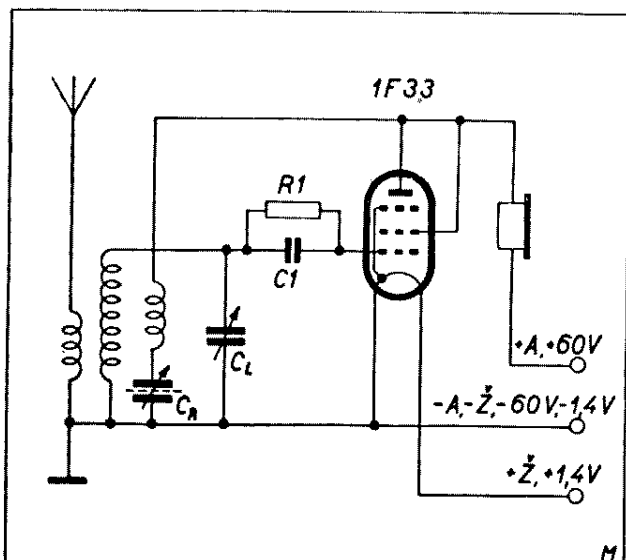 1F33
R1
C1
C_L
C_R
+A,+60V
-A,-Ž,-60V,-1,4V
+Ž,+1,4V
M